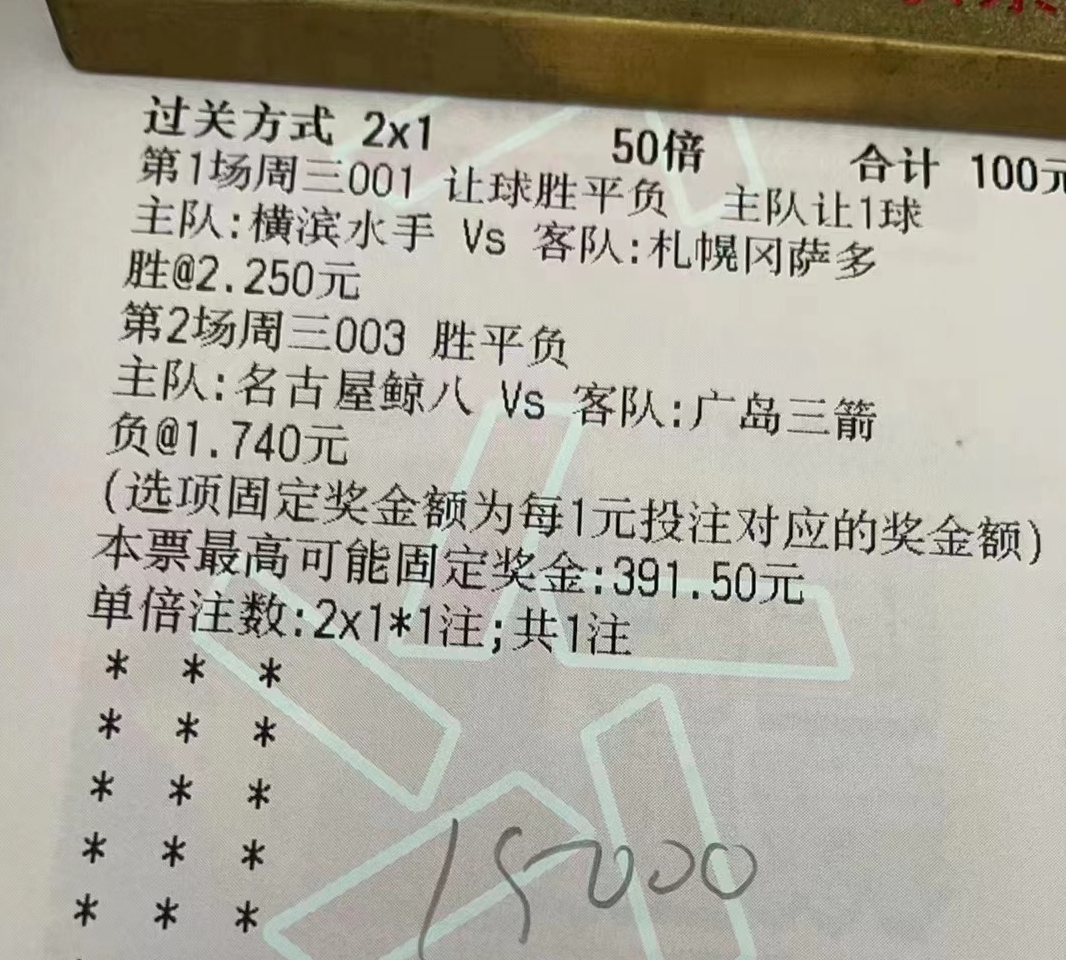 过关方式 2x1 50倍 合计 100元
第1场周三001 让球胜平负 主队让1球
主队:横滨水手 Vs 客队:札幌冈萨多
胜@2.250元
第2场周三003 胜平负
主队:名古屋鲸八 Vs 客队:广岛三箭
负@1.740元
(选项固定奖金额为每1元投注对应的奖金额)
本票最高可能固定奖金:391.50元
单倍注数:2x1*1注;共1注
* * *
* * *
* * *
* * *
* * *
15000